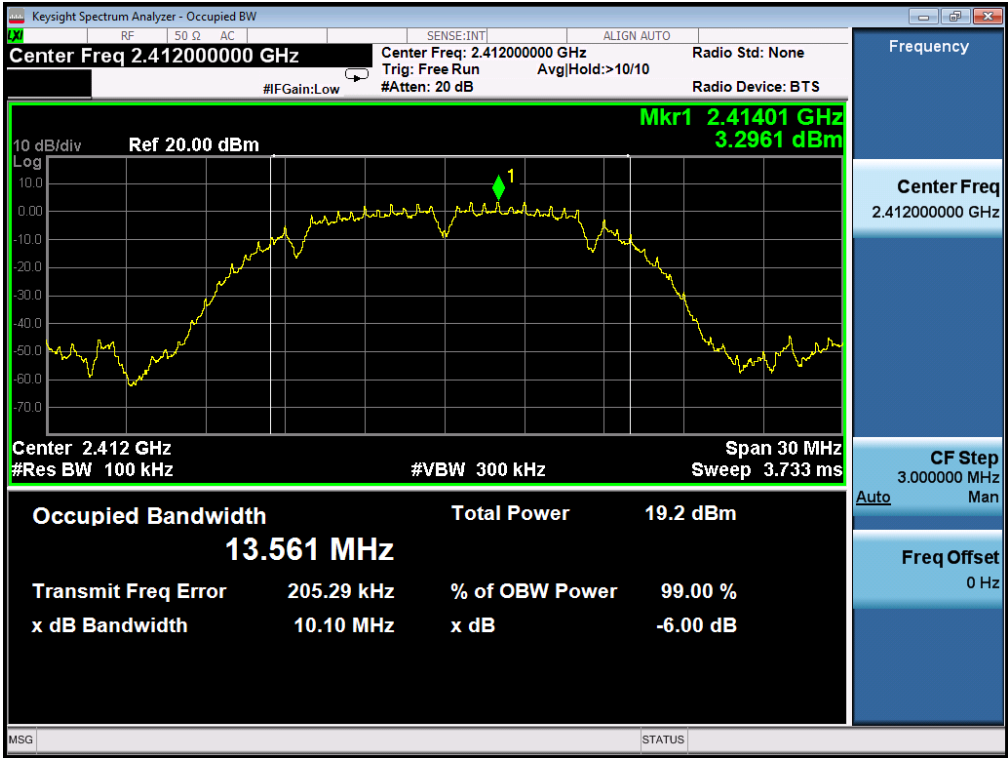 Keysight Spectrum Analyzer - Occupied BW
LXI RF 50 Ω AC SENSE:INT ALIGN AUTO
Center Freq 2.412000000 GHz
Center Freq: 2.412000000 GHz Radio Std: None
Trig: Free Run Avg|Hold:>10/10
#IFGain:Low #Atten: 20 dB Radio Device: BTS
Mkr1 2.41401 GHz
3.2961 dBm
10 dB/div Ref 20.00 dBm
Log
10.0
0.00
-10.0
-20.0
-30.0
-40.0
-50.0
-60.0
-70.0
1
Center 2.412 GHz Span 30 MHz
#Res BW 100 kHz #VBW 300 kHz Sweep 3.733 ms
Occupied Bandwidth Total Power 19.2 dBm
13.561 MHz
Transmit Freq Error 205.29 kHz % of OBW Power 99.00 %
x dB Bandwidth 10.10 MHz x dB -6.00 dB
Frequency
Center Freq
2.412000000 GHz
CF Step
3.000000 MHz
Auto Man
Freq Offset
0 Hz
MSG STATUS